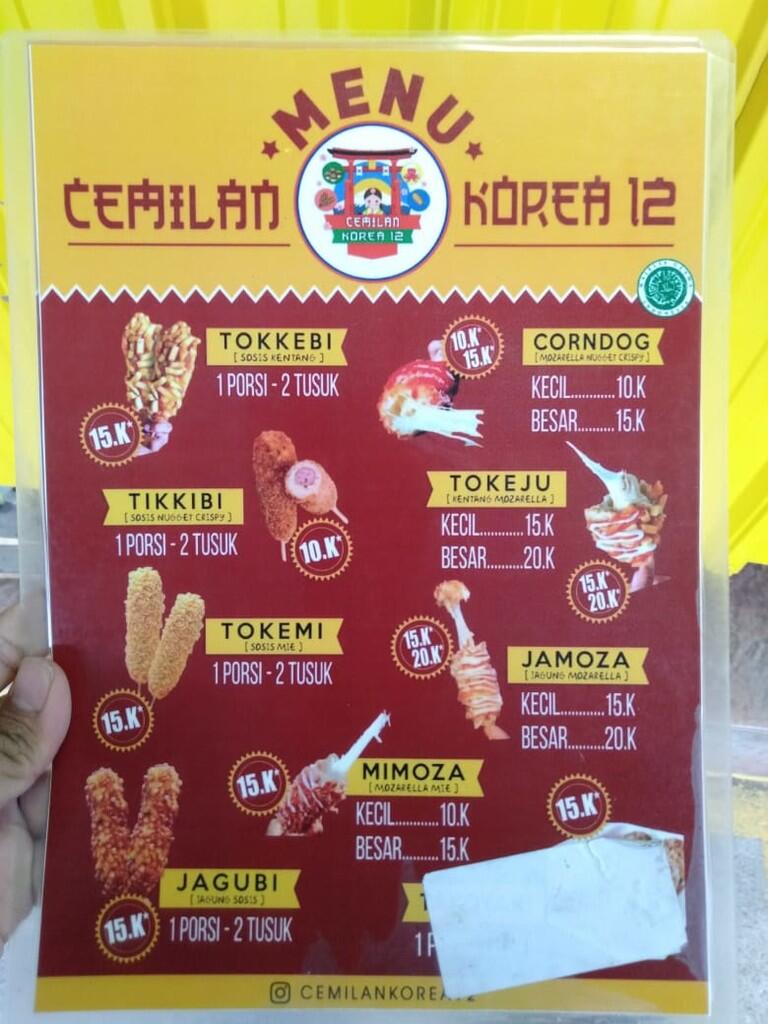 MENU
CEMILAN KOREA 12
CEMILAN
KOREA 12
TOKKEBI
[ SOSIS KENTANG ]
1 PORSI - 2 TUSUK
15.K*
10.K*
15.K*
CORNDOG
[ MOZARELLA NUGGET CRISPY ]
KECIL............10.K
BESAR..........15.K
TIKKIBI
[ SOSIS NUGGET CRISPY ]
1 PORSI - 2 TUSUK
10.K*
TOKEJU
[ KENTANG MOZARELLA ]
KECIL............15.K
BESAR..........20.K
15.K*
20.K*
TOKEMI
[ SOSIS MIE ]
1 PORSI - 2 TUSUK
15.K*
15.K*
20.K*
JAMOZA
[ JAGUNG MOZARELLA ]
KECIL............15.K
BESAR..........20.K
15.K*
MIMOZA
[ MOZARELLA MIE ]
KECIL............10.K
BESAR..........15.K
15.K*
JAGUBI
[ JAGUNG SOSIS ]
1 PORSI - 2 TUSUK
15.K*
CEMILANKOREA12